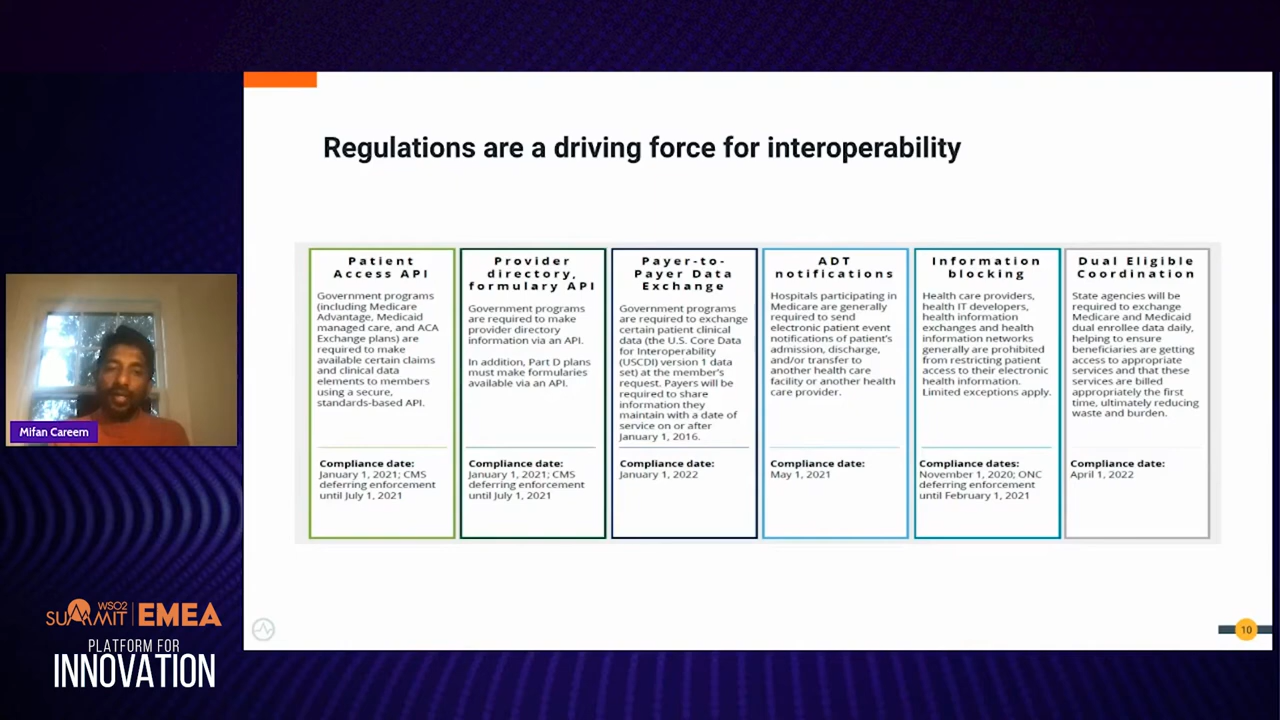 Regulations are a driving force for interoperability
Patient
Access API
Government programs
(including Medicare
Advantage, Medicaid
managed care, and ACA
Exchange plans) are
required to make
available certain claims
and clinical data
elements to members
using a secure,
standards-based API.
Compliance date:
January 1, 2021; CMS
deferring enforcement
until July 1, 2021
Provider
directory,
formulary API
Government programs
are required to make
provider directory
information via an API.
In addition, Part D plans
must make formularies
available via an API.
Compliance date:
January 1, 2021; CMS
deferring enforcement
until July 1, 2021
Payer-to-
Payer Data
Exchange
Government programs
are required to exchange
certain patient clinical
data (the U.S. Core Data
for Interoperability
(USCDI) version 1 data
set) at the member's
request. Payers will be
required to share
information they
maintain with a date of
service on or after
January 1, 2016.
Compliance date:
January 1, 2022
ADT
notifications
Hospitals participating in
Medicare are generally
required to send
electronic patient event
notifications of patient's
admission, discharge,
and/or transfer to
another health care
facility or another health
care provider.
Compliance date:
May 1, 2021
Information
blocking
Health care providers,
health IT developers,
health information
exchanges and health
information networks
generally are prohibited
from restricting patient
access to their electronic
health information.
Limited exceptions apply.
Compliance dates:
November 1, 2020; ONC
deferring enforcement
until February 1, 2021
Dual Eligible
Coordination
State agencies will be
required to exchange
Medicare and Medicaid
dual enrollee data daily,
helping to ensure
beneficiaries are getting
access to appropriate
services and that these
services are billed
appropriately the first
time, ultimately reducing
waste and burden.
Compliance date:
April 1, 2022
Mifan Careem
WSO2
SUMMIT EMEA
PLATFORM FOR
INNOVATION
10